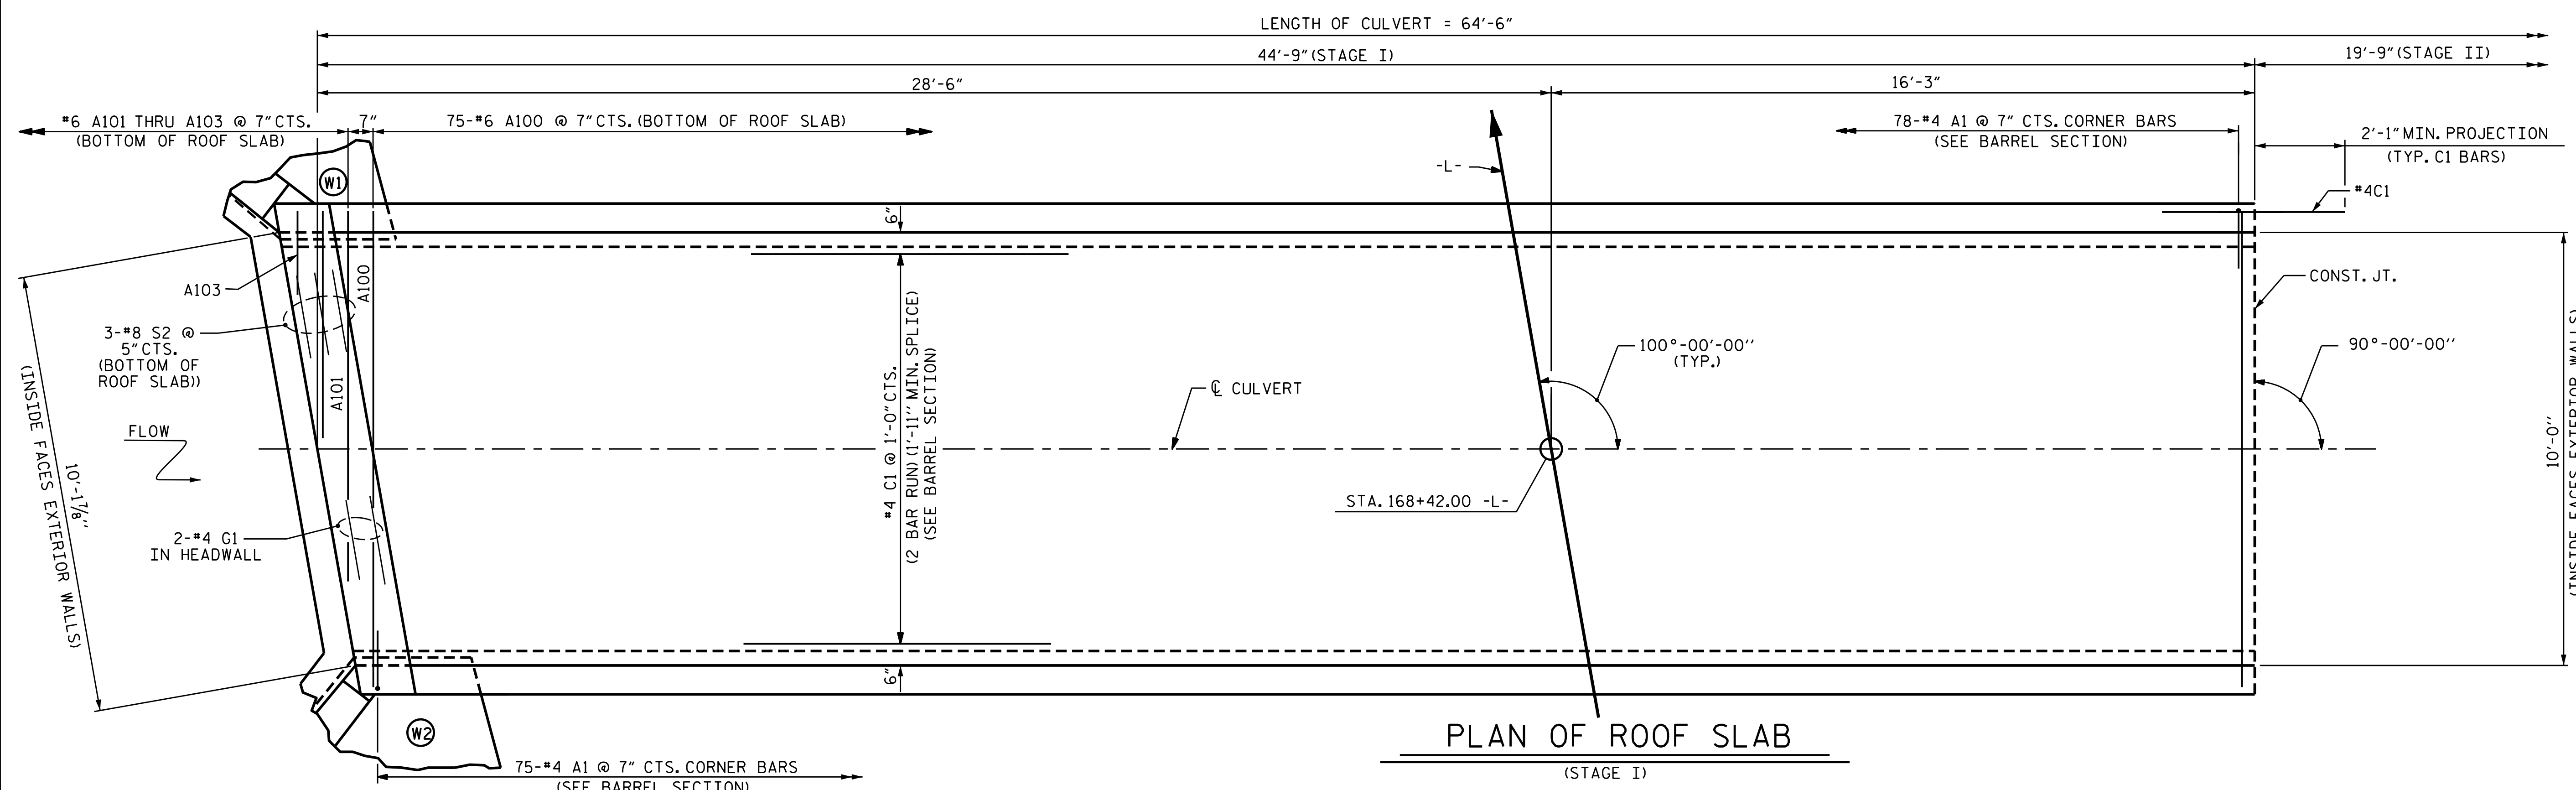 LENGTH OF CULVERT = 64'-6"
44'-9"(STAGE I)
19'-9"(STAGE II)
28'-6"
16'-3"
#6 A101 THRU A103 @ 7"CTS.
(BOTTOM OF ROOF SLAB)
7"
75-#6 A100 @ 7"CTS.(BOTTOM OF ROOF SLAB)
78-#4 A1 @ 7" CTS.CORNER BARS
(SEE BARREL SECTION)
2'-1"MIN.PROJECTION
(TYP.C1 BARS)
#4C1
W1
-L-
6"
A103
A100
A101
3-#8 S2 @
5"CTS.
(BOTTOM OF
ROOF SLAB))
CONST.JT.
100°-00'-00''
(TYP.)
90°-00'-00''
℄ CULVERT
#4 C1 @ 1'-0"CTS.
(2 BAR RUN)(1'-11'' MIN.SPLICE)
(SEE BARREL SECTION)
FLOW
10'-1⅞''
(INSIDE FACES EXTERIOR WALLS)
10'-0''
(INSIDE FACES EXTERIOR WALLS)
STA.168+42.00 -L-
2-#4 G1
IN HEADWALL
6"
W2
PLAN OF ROOF SLAB
(STAGE I)
75-#4 A1 @ 7" CTS.CORNER BARS
(SEE BARREL SECTION)